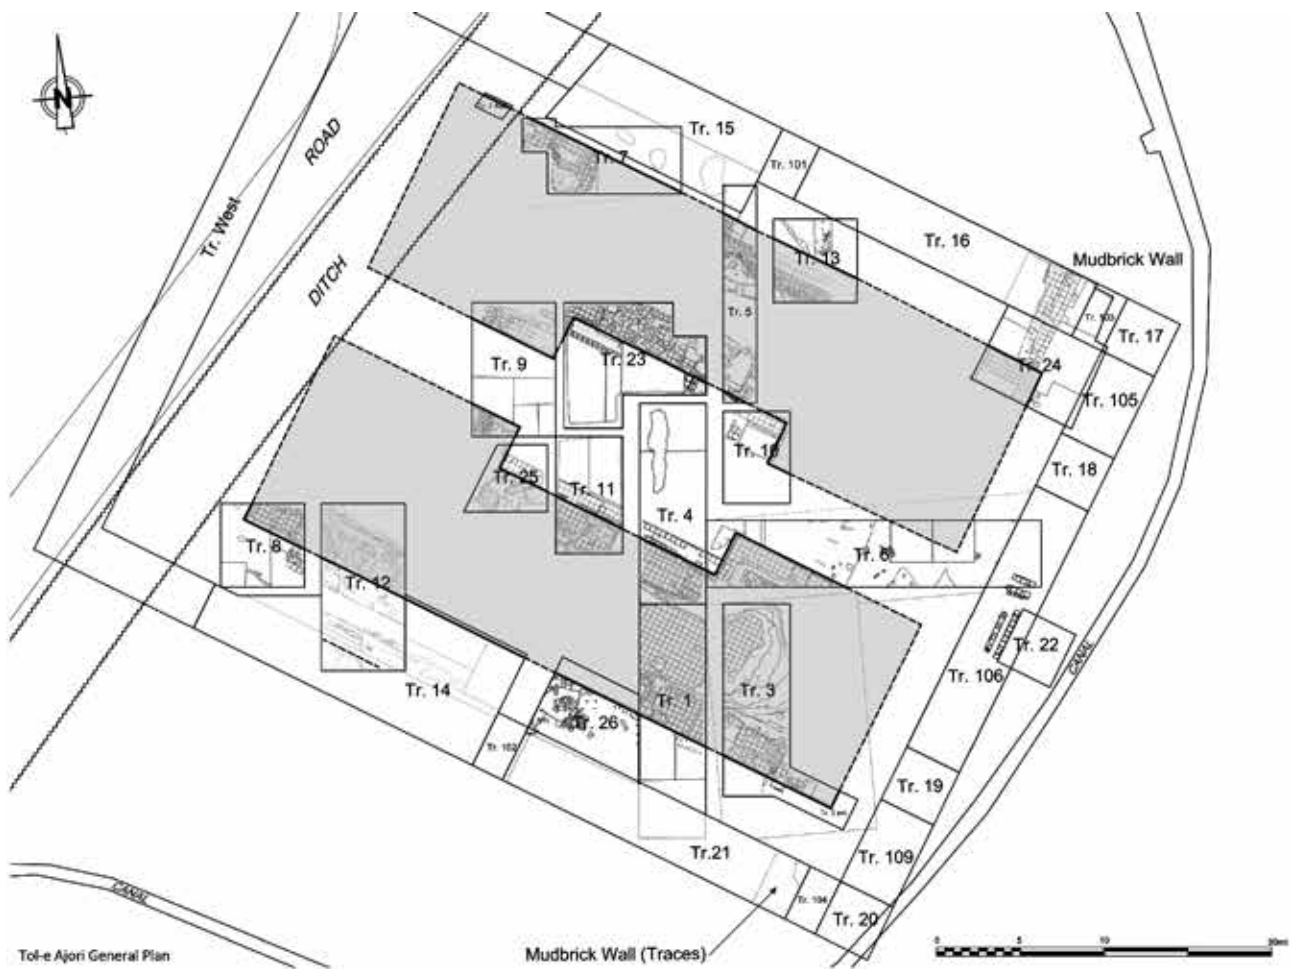 N
ROAD
Tr. West
DITCH
Tr. 15
Tr. 7
Tr. 101
Tr. 16
Tr. 13
Mudbrick Wall
Tr. 5
Tr. 103
Tr. 17
Tr. 9
Tr. 23
Tr. 24
Tr. 105
Tr. 10
Tr. 18
Tr. 25
Tr. 11
Tr. 4
Tr. 8
Tr. 12
Tr. 6
Tr. 22
CANAL
Tr. 106
Tr. 14
Tr. 1
Tr. 3
Tr. 26
Tr. 102
Tr. 19
Tr.21
Tr. 109
Tr. 104
Tr. 20
CANAL
Tol-e Ajori General Plan
Mudbrick Wall (Traces)
0 5 10 20mt